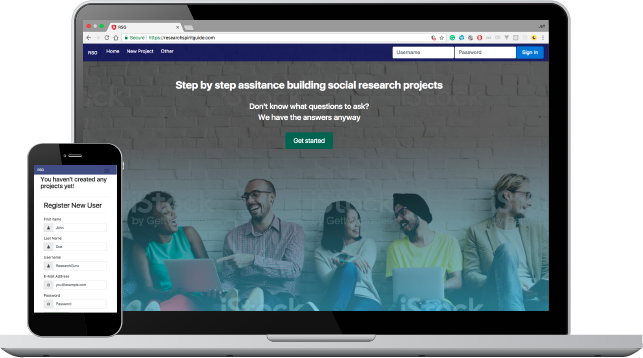 RSG
Secure
https://researchspiritguide.com
RSG
Home
New Project
Other
Username
Password
Sign In
Step by step assitance building social research projects
Don't know what questions to ask?
We have the answers anyway
Get started
iStock
by Getty
iStock
iStock
RSG
You haven't created any
projects yet!
Register New User
First name
John
Last Name
Doe
Username
E-Mail Address
you@example.com
Password
Password